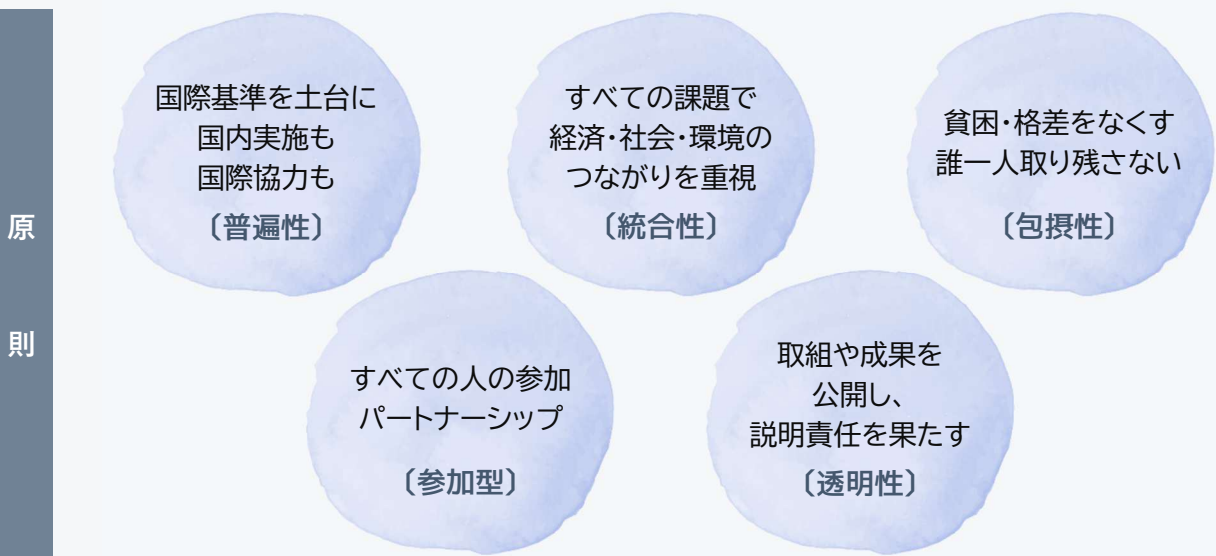 原
則
国際基準を土台に
国内実施も
国際協力も
〔普遍性〕
すべての課題で
経済・社会・環境の
つながりを重視
〔統合性〕
貧困・格差をなくす
誰一人取り残さない
〔包摂性〕
すべての人の参加
パートナーシップ
〔参加型〕
取組や成果を
公開し、
説明責任を果たす
〔透明性〕